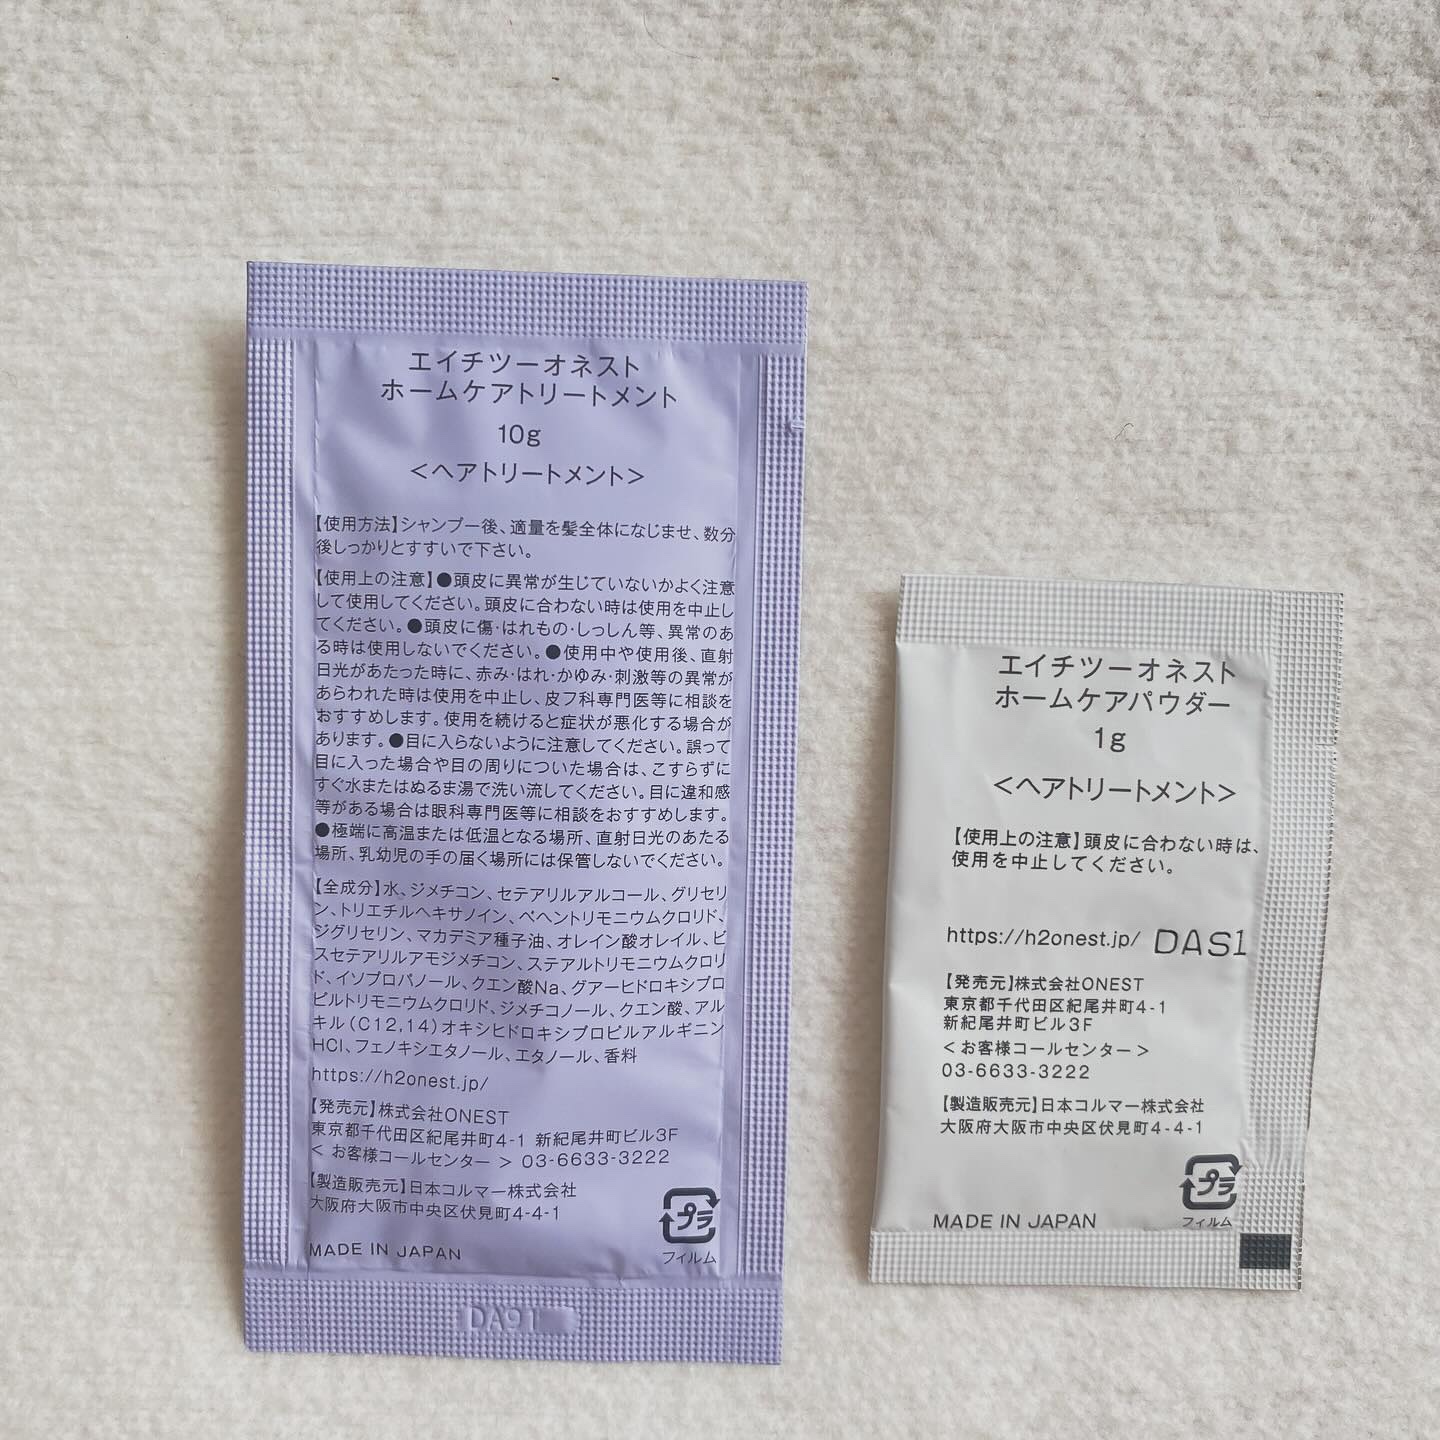 エイチツーオネスト
ホームケアトリートメント
10g
＜ヘアトリートメント＞
【使用方法】シャンプー後、適量を髪全体になじませ、数分
後しっかりとすすいで下さい。
【使用上の注意】●頭皮に異常が生じていないかよく注意
して使用してください。頭皮に合わない時は使用を中止し
てください。●頭皮に傷・はれもの・しっしん等、異常のあ
る時は使用しないでください。●使用中や使用後、直射
日光があたった時に、赤み・はれ・かゆみ・刺激等の異常が
あらわれた時は使用を中止し、皮フ科専門医等に相談を
おすすめします。使用を続けると症状が悪化する場合が
あります。●目に入らないように注意してください。誤って
目に入った場合や目の周りについた場合は、こすらずに
すぐ水またはぬるま湯で洗い流してください。目に違和感
等がある場合は眼科専門医等に相談をおすすめします。
●極端に高温または低温となる場所、直射日光のあたる
場所、乳幼児の手の届く場所には保管しないでください。
【全成分】水、ジメチコン、セテアリルアルコール、グリセリ
ン、トリエチルヘキサノイン、ベヘントリモニウムクロリド、
ジグリセリン、マカデミア種子油、オレイン酸オレイル、ビ
スセテアリルアモジメチコン、ステアルトリモニウムクロリ
ド、イソプロパノール、クエン酸Na、グアーヒドロキシプロ
ピルトリモニウムクロリド、ジメチコノール、クエン酸、アル
キル（C12,14）オキシヒドロキシプロピルアルギニン
HCl、フェノキシエタノール、エタノール、香料
https://h2onest.jp/
【発売元】株式会社ONEST
東京都千代田区紀尾井町4-1 新紀尾井町ビル3F
＜お客様コールセンター＞ 03-6633-3222
【製造販売元】日本コルマー株式会社
大阪府大阪市中央区伏見町4-4-1
MADE IN JAPAN
プラ
フィルム
DA91
エイチツーオネスト
ホームケアパウダー
1g
＜ヘアトリートメント＞
【使用上の注意】頭皮に合わない時は、
使用を中止してください。
https://h2onest.jp/ DAS1
【発売元】株式会社ONEST
東京都千代田区紀尾井町4-1
新紀尾井町ビル3F
＜お客様コールセンター＞
03-6633-3222
【製造販売元】日本コルマー株式会社
大阪府大阪市中央区伏見町4-4-1
プラ
MADE IN JAPAN フィルム